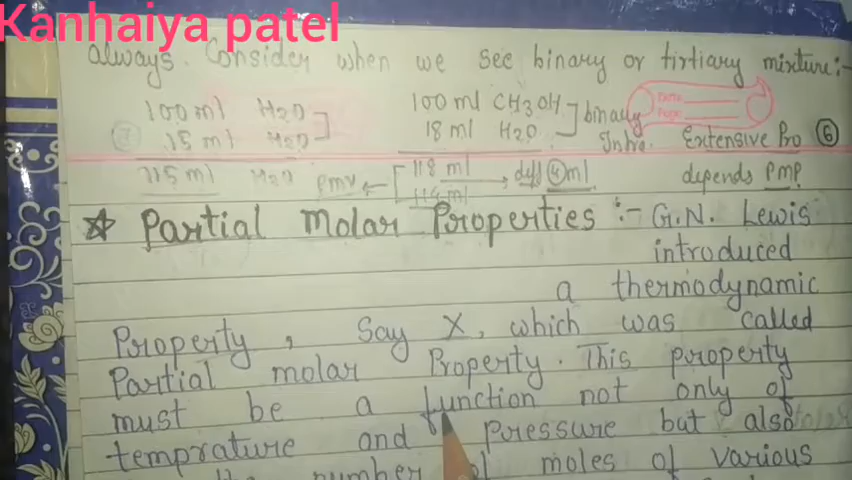 Kanhaiya patel
always. Consider when we see binary or tirtiary mixture:-
100 ml H2O ] 100 ml CH3OH ] binary
15 ml H2O 18 ml H2O Extensive Pro 6
115 ml H2O pmv ← [ 118 ml → diff 4 ml depends PMP
114 ml
★ Partial Molar Properties :- G.N. Lewis
introduced
a thermodynamic
Property, Say X, which was called
Partial molar Property. This property
must be a function not only of
temprature and pressure but also
number of moles of various